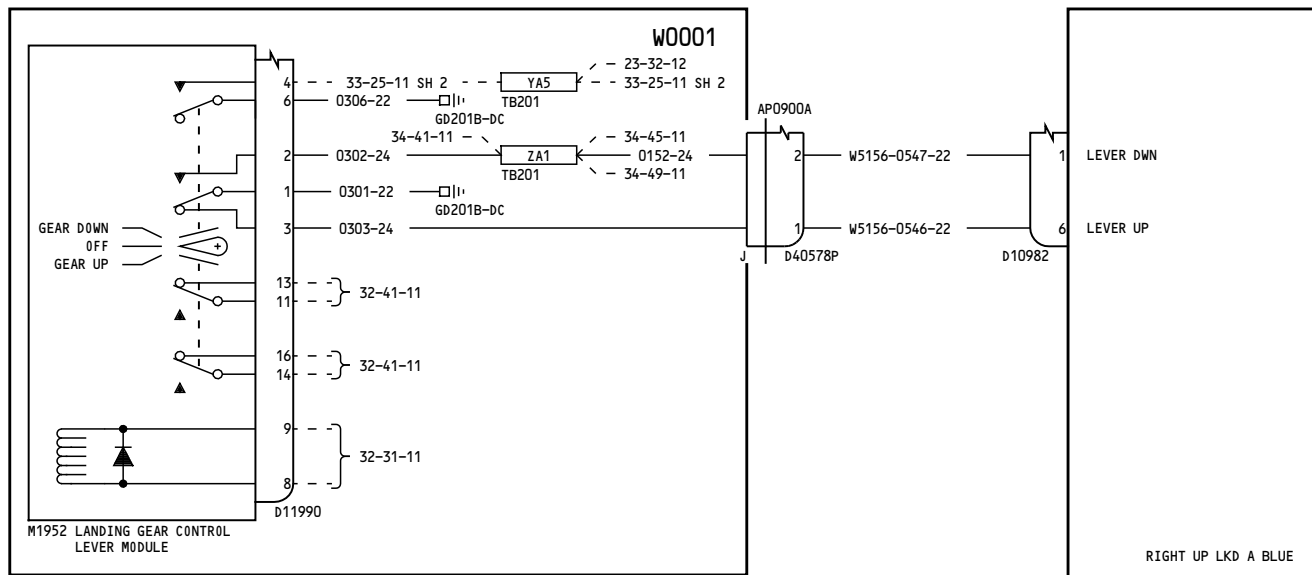 W0001
23-32-12
4 33-25-11 SH 2 YA5 33-25-11 SH 2
6 0306-22 TB201
GD201B-DC
AP0900A
34-41-11 34-45-11
2 0302-24 ZA1 0152-24 2 W5156-0547-22 1 LEVER DWN
TB201 34-49-11
1 0301-22
GD201B-DC
GEAR DOWN
3 0303-24 1 W5156-0546-22 6 LEVER UP
OFF +
GEAR UP
J D40578P D10982
13
32-41-11
11
16
32-41-11
14
9
32-31-11
8
D11990
M1952 LANDING GEAR CONTROL
LEVER MODULE
RIGHT UP LKD A BLUE